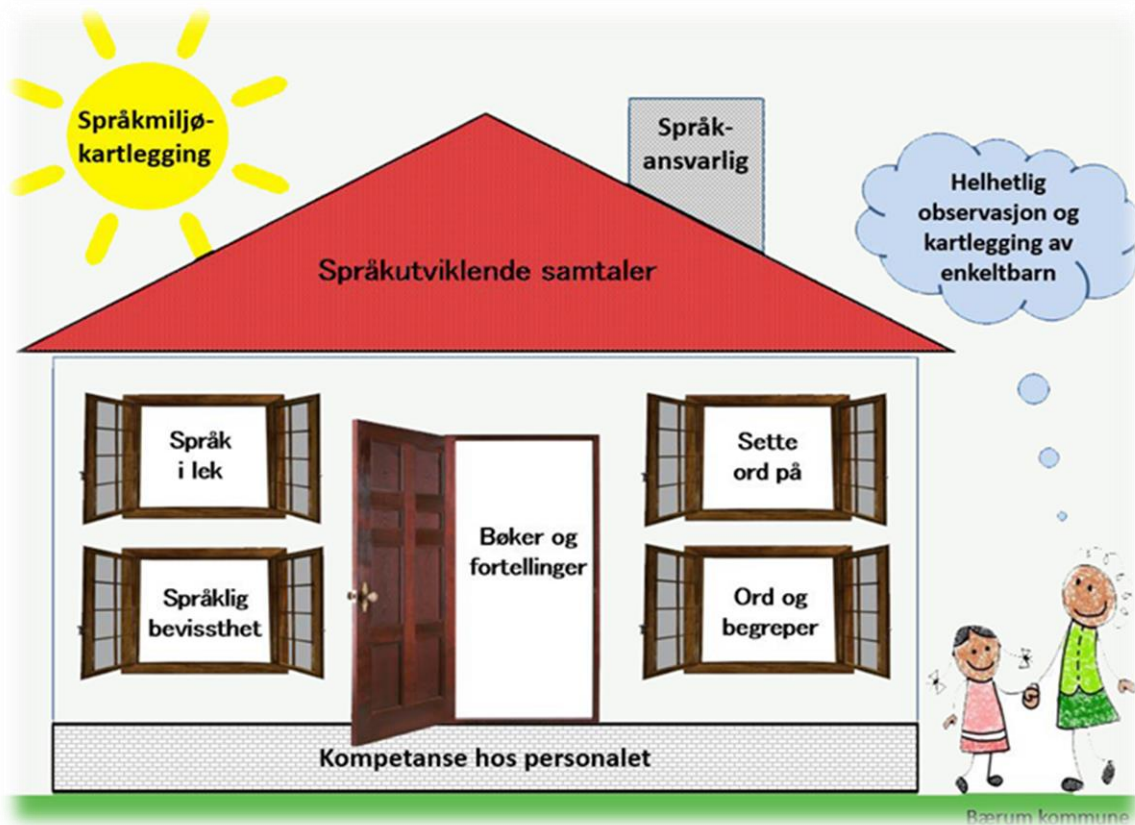 Språkmiljø-
kartlegging
Språk-
ansvarlig
Helhetlig
observasjon og
kartlegging av
enkeltbarn
Språkutviklende samtaler
Språk
i lek
Sette
ord på
Bøker og
fortellinger
Språklig
bevissthet
Ord og
begreper
Kompetanse hos personalet
Bærum kommune